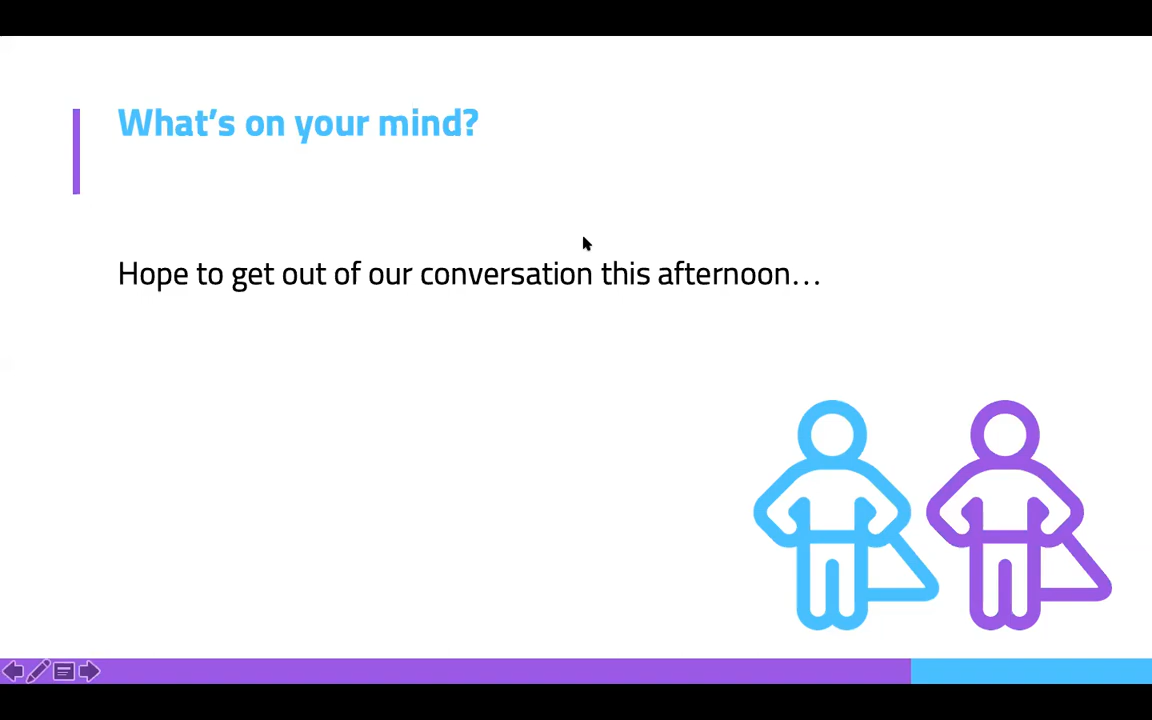 What’s on your mind?
Hope to get out of our conversation this afternoon…